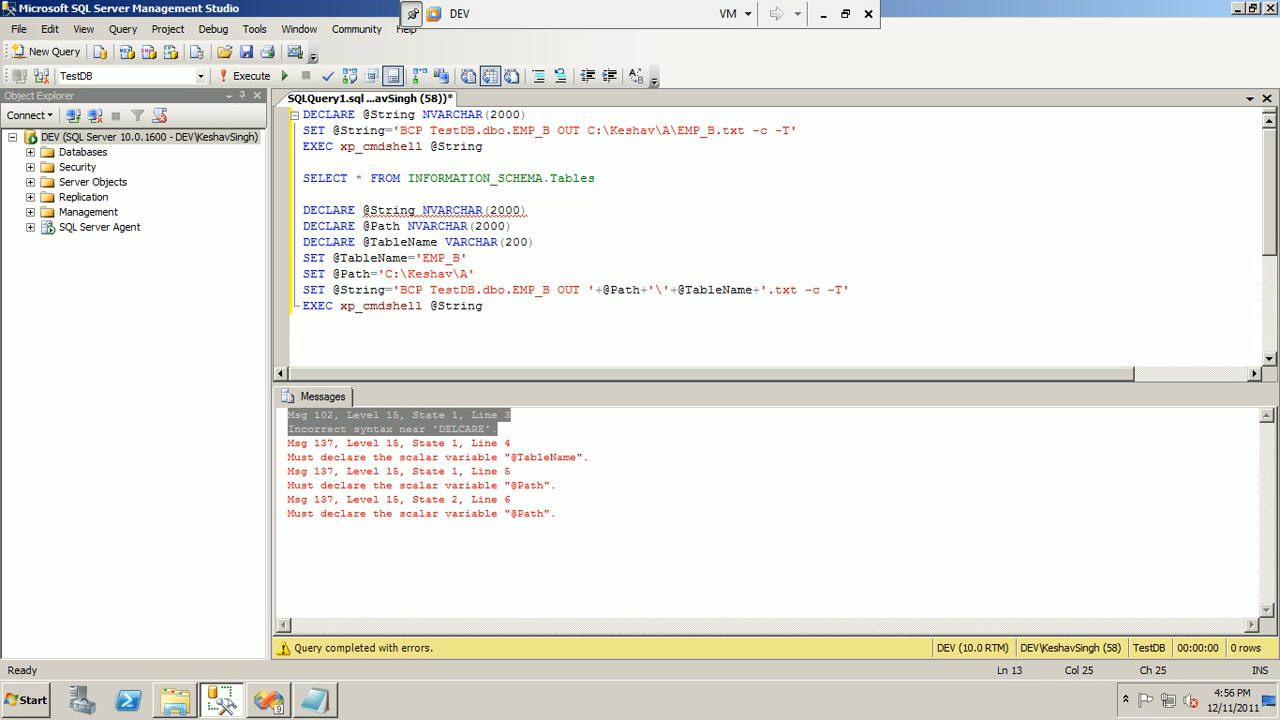 Microsoft SQL Server Management Studio
DEV
VM
File Edit View Query Project Debug Tools Window Community Help
New Query
TestDB
Execute
Object Explorer
SQLQuery1.sql ...avSingh (58))*
Connect
DEV (SQL Server 10.0.1600 - DEV\KeshavSingh)
Databases
Security
Server Objects
Replication
Management
SQL Server Agent
DECLARE @String NVARCHAR(2000)
SET @String='BCP TestDB.dbo.EMP_B OUT C:\Keshav\A\EMP_B.txt -c -T'
EXEC xp_cmdshell @String
SELECT * FROM INFORMATION_SCHEMA.Tables
DECLARE @String NVARCHAR(2000)
DECLARE @Path NVARCHAR(2000)
DECLARE @TableName VARCHAR(200)
SET @TableName='EMP_B'
SET @Path='C:\Keshav\A'
SET @String='BCP TestDB.dbo.EMP_B OUT '+@Path+'\'+@TableName+'.txt -c -T'
EXEC xp_cmdshell @String
Messages
Msg 102, Level 15, State 1, Line 3
Incorrect syntax near 'DELCARE'.
Msg 137, Level 15, State 1, Line 4
Must declare the scalar variable "@TableName".
Msg 137, Level 15, State 1, Line 5
Must declare the scalar variable "@Path".
Msg 137, Level 15, State 2, Line 6
Must declare the scalar variable "@Path".
Query completed with errors.
DEV (10.0 RTM) DEV\KeshavSingh (58) TestDB 00:00:00 0 rows
Ready
Ln 13 Col 25 Ch 25 INS
Start
4:56 PM
12/11/2011